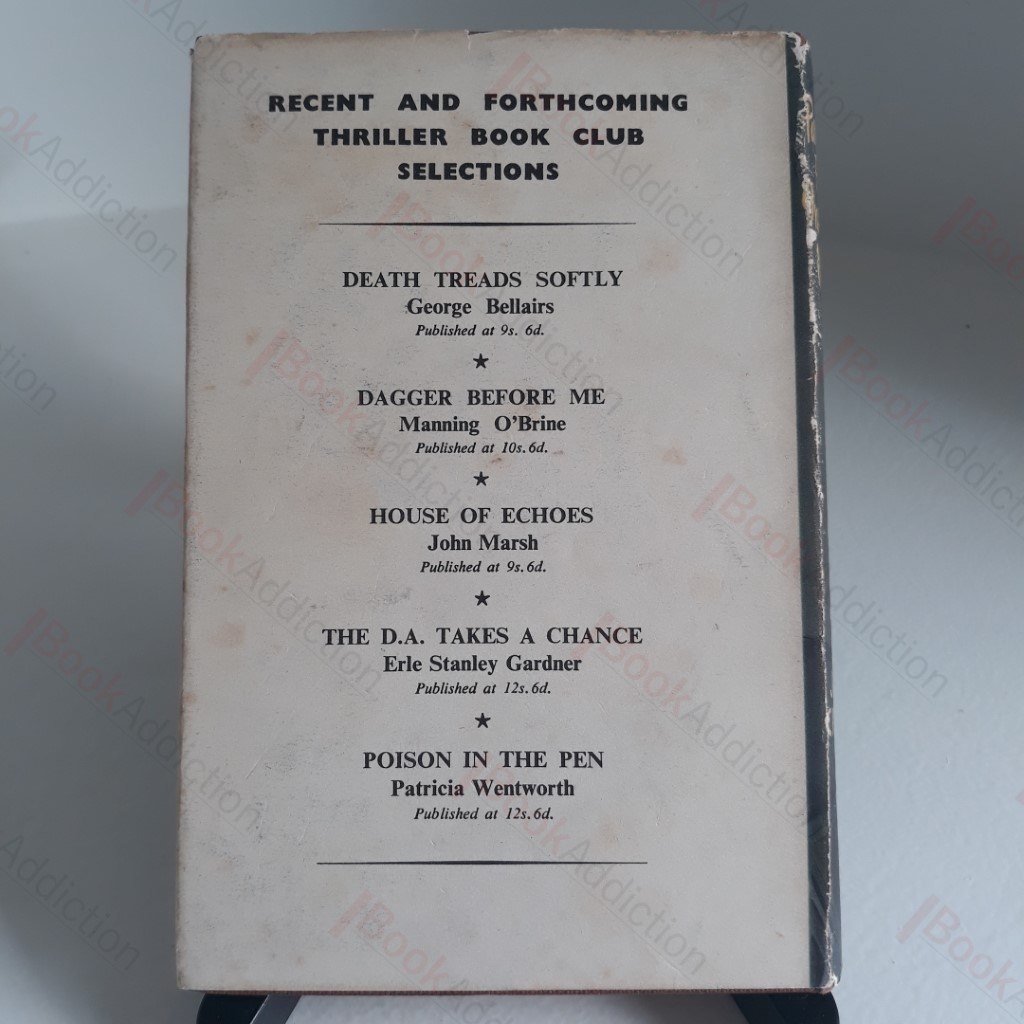 RECENT AND FORTHCOMING
THRILLER BOOK CLUB
SELECTIONS
DEATH TREADS SOFTLY
George Bellairs
Published at 9s. 6d.
★
DAGGER BEFORE ME
Manning O'Brine
Published at 10s. 6d.
★
HOUSE OF ECHOES
John Marsh
Published at 9s. 6d.
★
THE D.A. TAKES A CHANCE
Erle Stanley Gardner
Published at 12s. 6d.
★
POISON IN THE PEN
Patricia Wentworth
Published at 12s. 6d.
BookAddiction